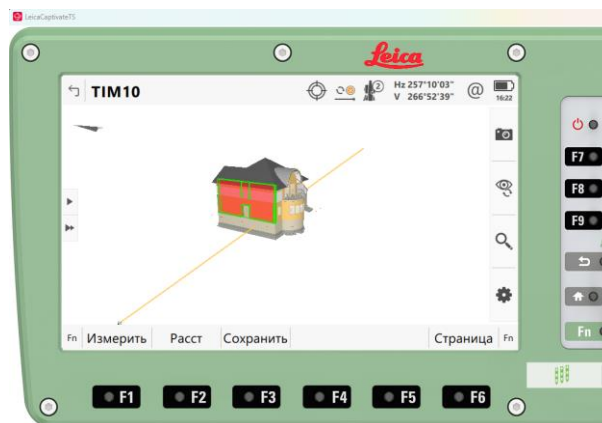 LeicaCaptivateTS
Leica
TIM10
2
Hz 257°10'03"
V 266°52'39"
@
16:22
F7
F8
F9
Fn Измерить Расст Сохранить Страница Fn
Fn
F1 F2 F3 F4 F5 F6